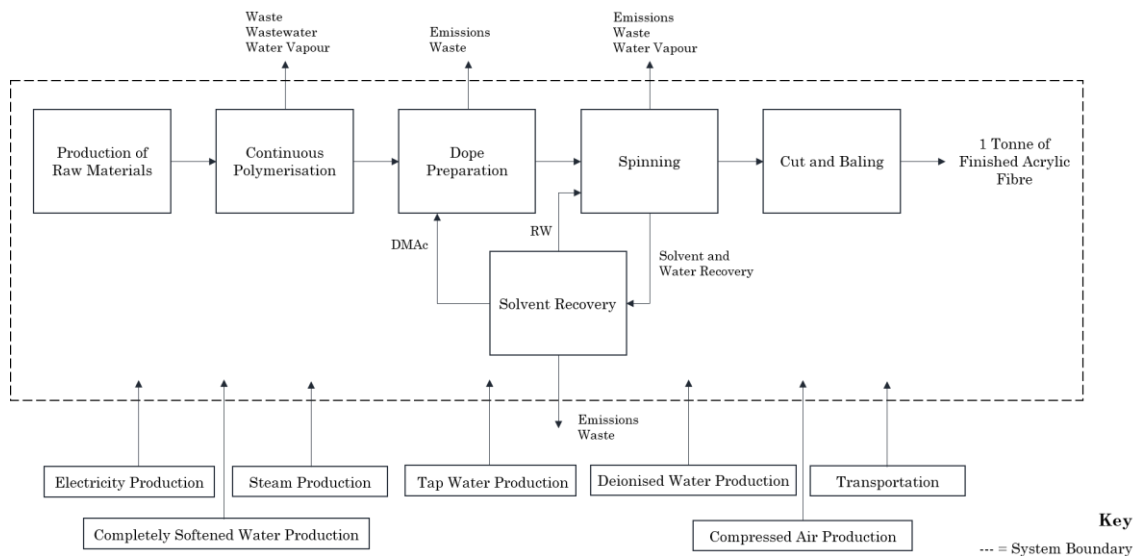 Waste
Wastewater
Water Vapour
Emissions
Waste
Emissions
Waste
Water Vapour
Production of
Raw Materials
Continuous
Polymerisation
Dope
Preparation
Spinning
Cut and Baling
1 Tonne of
Finished Acrylic
Fibre
DMAc
RW
Solvent and
Water Recovery
Solvent Recovery
Emissions
Waste
Electricity Production
Steam Production
Tap Water Production
Deionised Water Production
Transportation
Completely Softened Water Production
Compressed Air Production
Key
--- = System Boundary